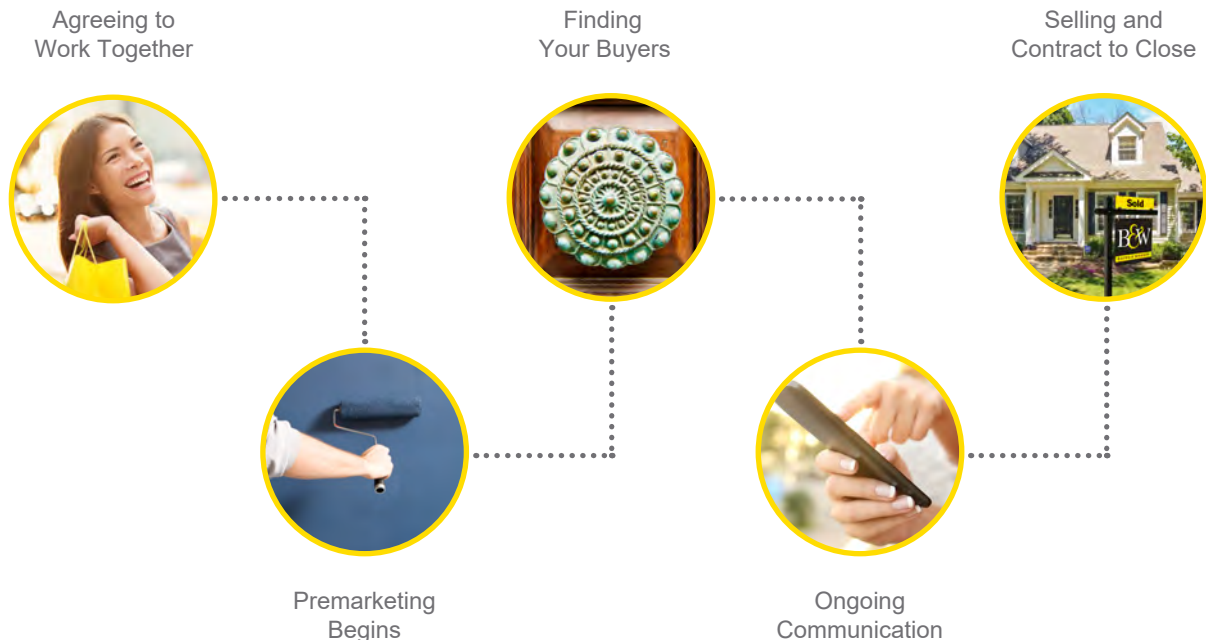 Agreeing to
Work Together
Finding
Your Buyers
Selling and
Contract to Close
Sold
B&W
Premarketing
Begins
Ongoing
Communication